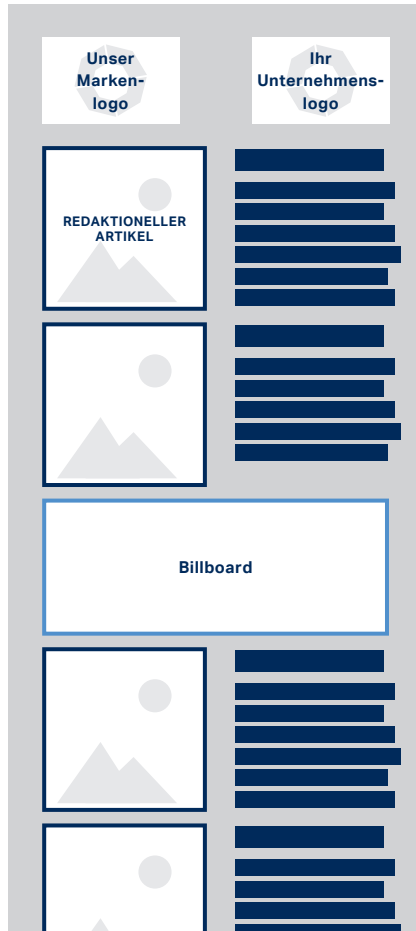 Unser
Marken-
logo
Ihr
Unternehmens-
logo
REDAKTIONELLER
ARTIKEL
Billboard